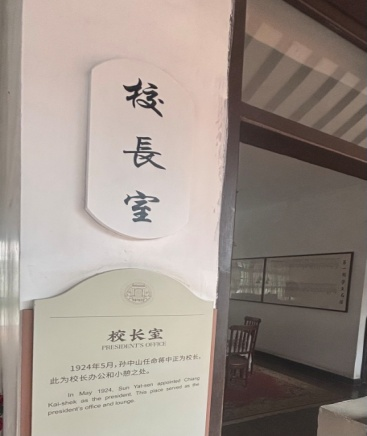 校長室
校长室
PRESIDENT'S OFFICE
1924年5月，孙中山任命蒋中正为校长。
此为校长办公和小憩之处。
In May 1924, Sun Yat-sen appointed Chiang
Kai-shek as the president. This place served as the
president's office and lounge.